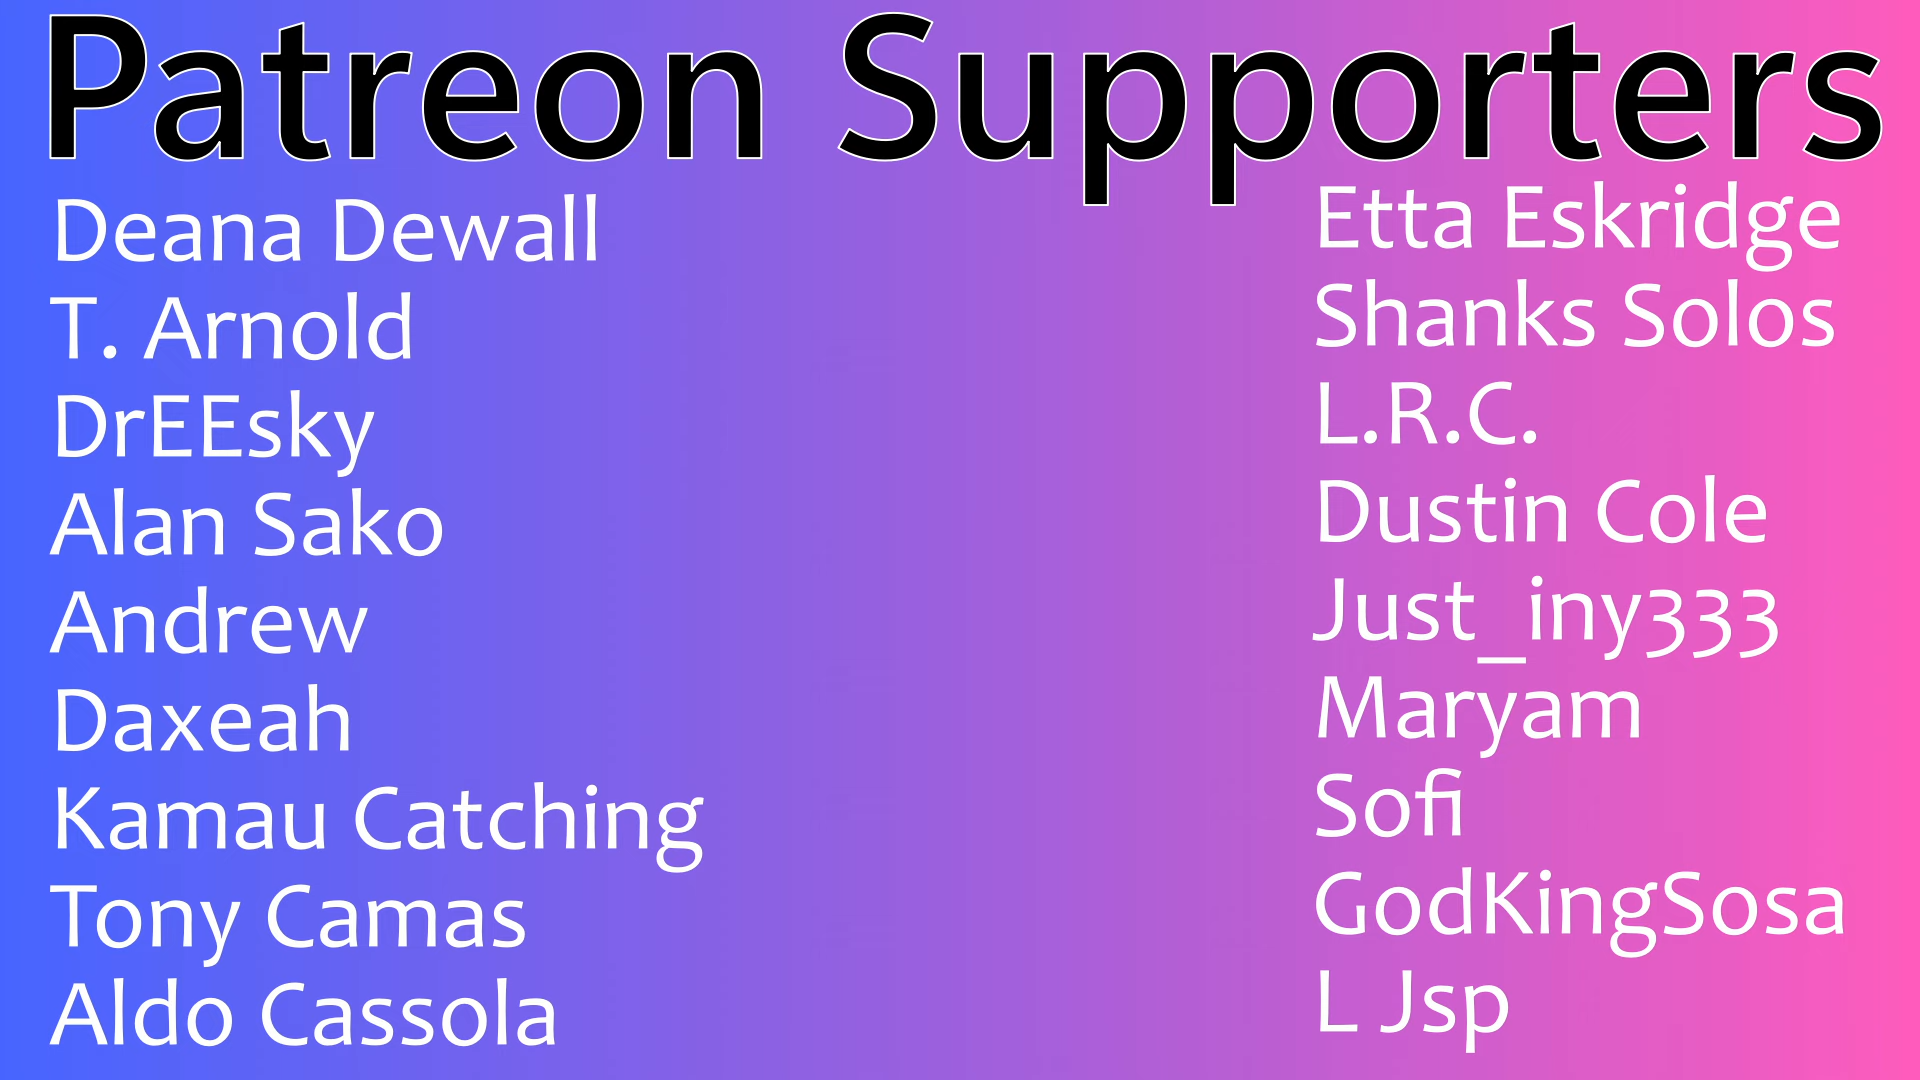 Patreon Supporters
Deana Dewall
T. Arnold
DrEEsky
Alan Sako
Andrew
Daxeah
Kamau Catching
Tony Camas
Aldo Cassola
Etta Eskridge
Shanks Solos
L.R.C.
Dustin Cole
Just_iny333
Maryam
Sofi
GodKingSosa
L Jsp